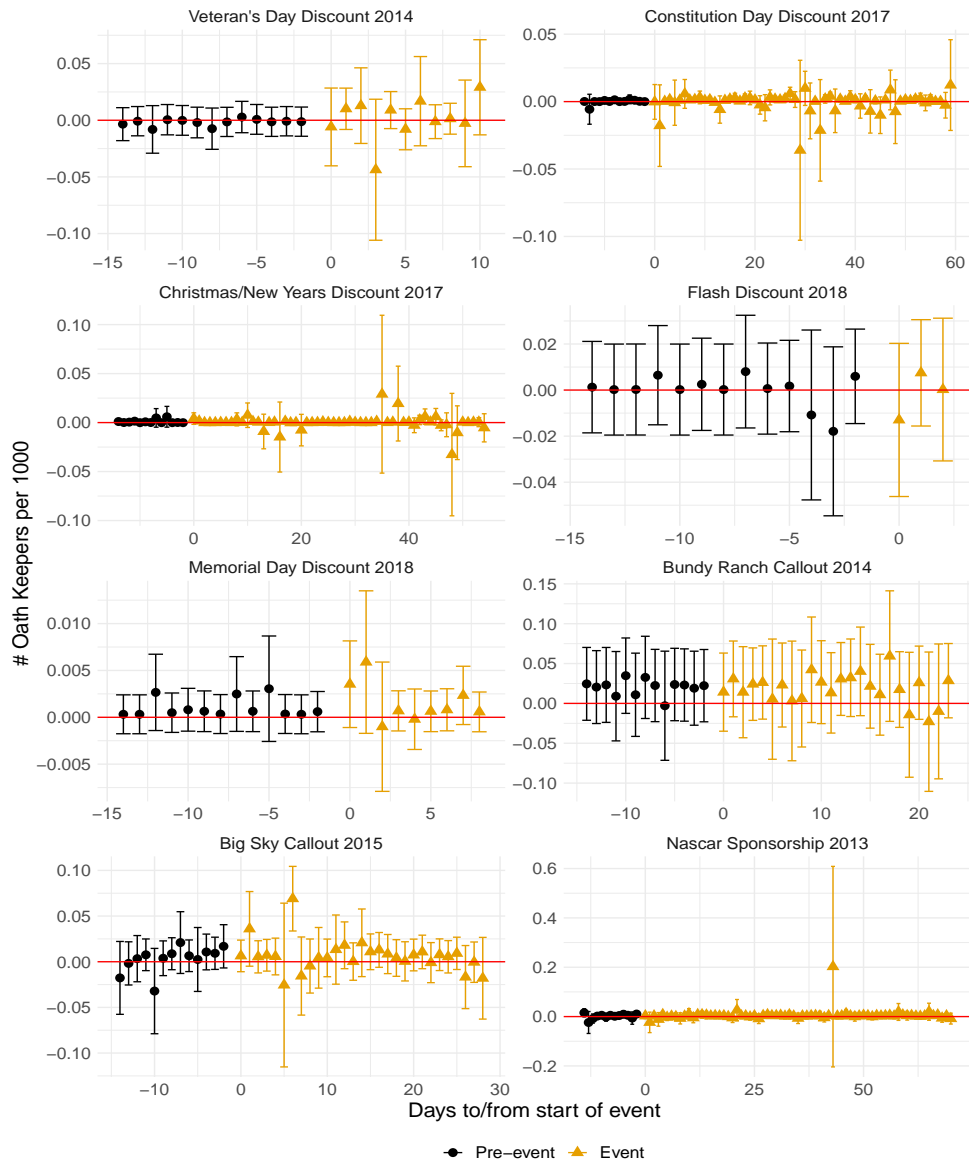 Veteran's Day Discount 2014
Constitution Day Discount 2017
0.05
0.00
−0.05
−0.10
−15 −10 −5 0 5 10
0.05
0.00
−0.05
−0.10
0 20 40 60
Christmas/New Years Discount 2017
Flash Discount 2018
0.10
0.05
0.00
−0.05
−0.10
0 20 40
0.02
0.00
−0.02
−0.04
−15 −10 −5 0
Memorial Day Discount 2018
Bundy Ranch Callout 2014
0.010
0.005
0.000
−0.005
−15 −10 −5 0 5
0.15
0.10
0.05
0.00
−0.05
−0.10
−10 0 10 20
Big Sky Callout 2015
Nascar Sponsorship 2013
0.10
0.05
0.00
−0.05
−0.10
−10 0 10 20 30
0.6
0.4
0.2
0.0
−0.2
0 25 50
# Oath Keepers per 1000
Days to/from start of event
Pre−event Event